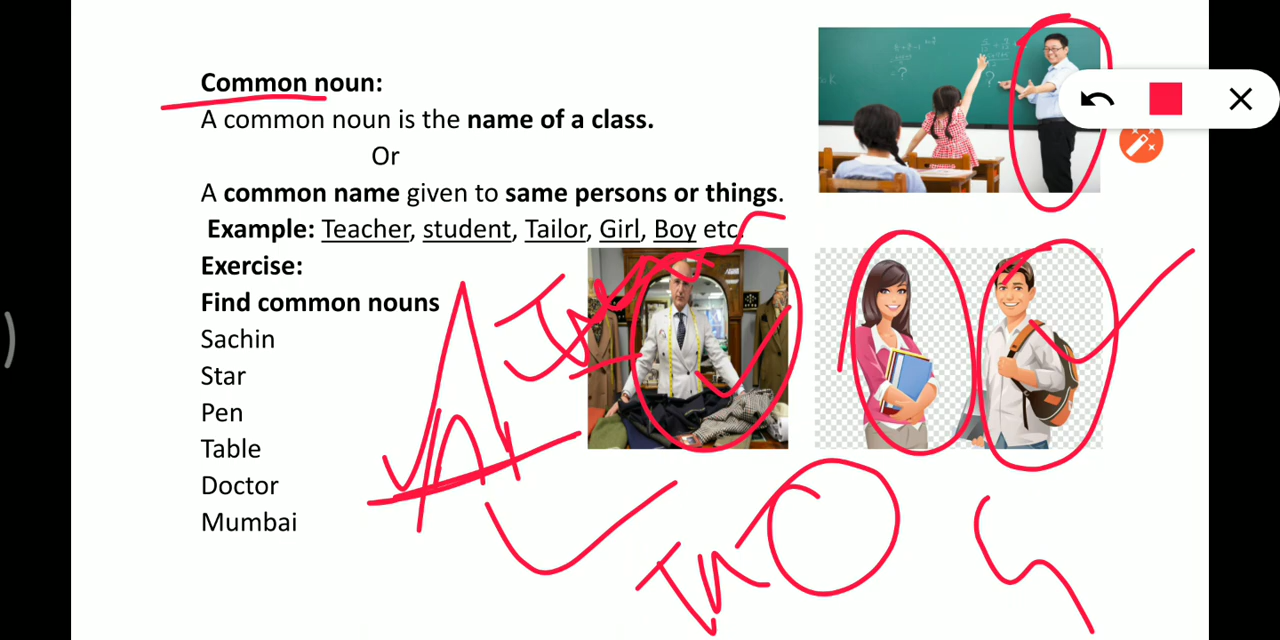 Common noun:
A common noun is the name of a class.
Or
A common name given to same persons or things.
Example: Teacher, student, Tailor, Girl, Boy etc.
Exercise:
Find common nouns
Sachin
Star
Pen
Table
Doctor
Mumbai